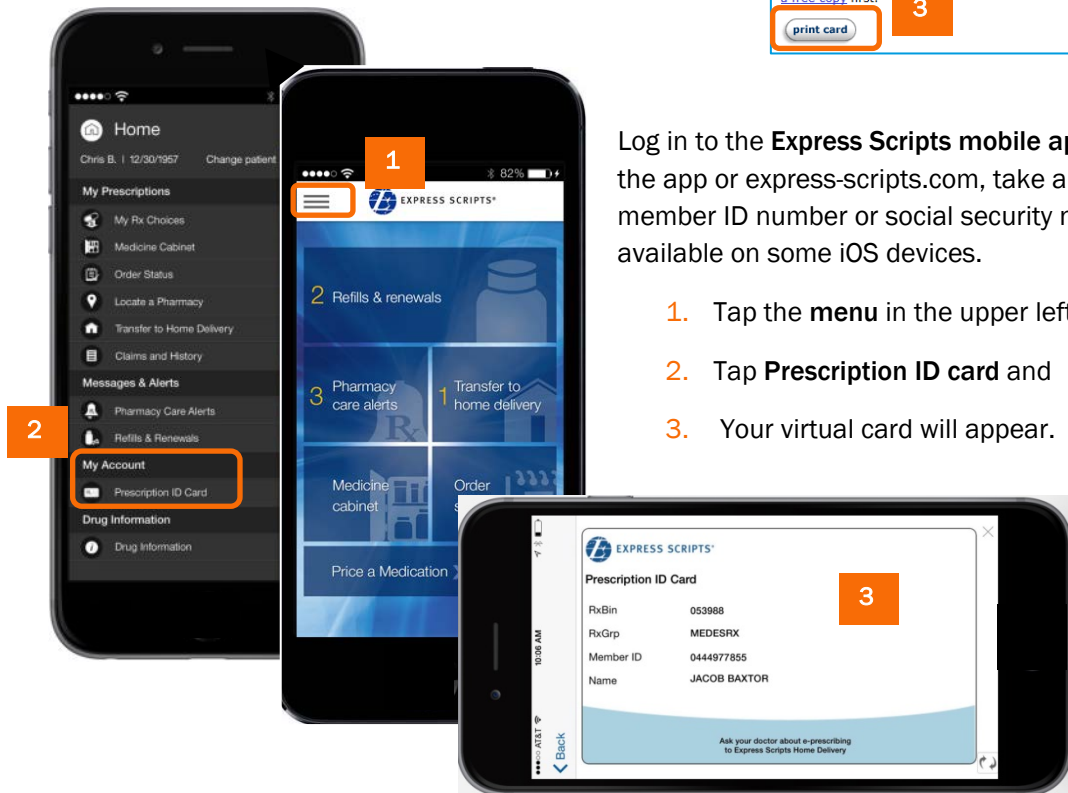 a free copy first.
print card
3
Log in to the Express Scripts mobile ap
the app or express-scripts.com, take a
member ID number or social security n
available on some iOS devices.
1. Tap the menu in the upper left
2. Tap Prescription ID card and
3. Your virtual card will appear.
Home
Chris B. | 12/30/1957 Change patient
My Prescriptions
My Rx Choices
Medicine Cabinet
Order Status
Locate a Pharmacy
Transfer to Home Delivery
Claims and History
Messages & Alerts
Pharmacy Care Alerts
Refills & Renewals
2
My Account
Prescription ID Card
Drug Information
Drug Information
1
82%
EXPRESS SCRIPTS®
2 Refills & renewals
3 Pharmacy
care alerts
Rx
1 Transfer to
home delivery
Medicine
cabinet
Order
Price a Medication
AT&T 10:06 AM
Back
EXPRESS SCRIPTS®
Prescription ID Card
3
RxBin 053988
RxGrp MEDESRX
Member ID 0444977855
Name JACOB BAXTOR
Ask your doctor about e-prescribing
to Express Scripts Home Delivery